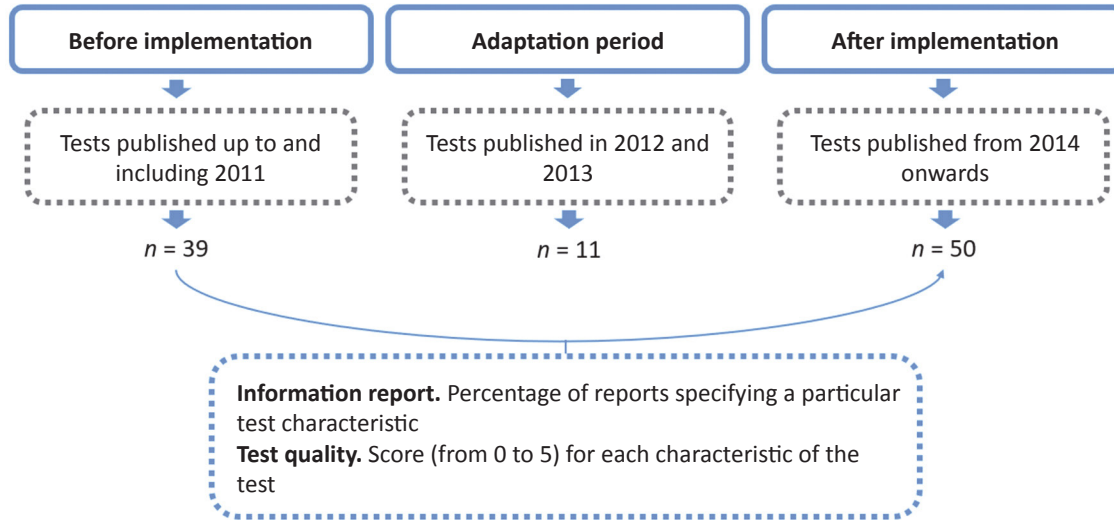 Before implementation
Adaptation period
After implementation
Tests published up to and
including 2011
Tests published in 2012 and
2013
Tests published from 2014
onwards
n = 39
n = 11
n = 50
Information report. Percentage of reports specifying a particular
test characteristic
Test quality. Score (from 0 to 5) for each characteristic of the
test